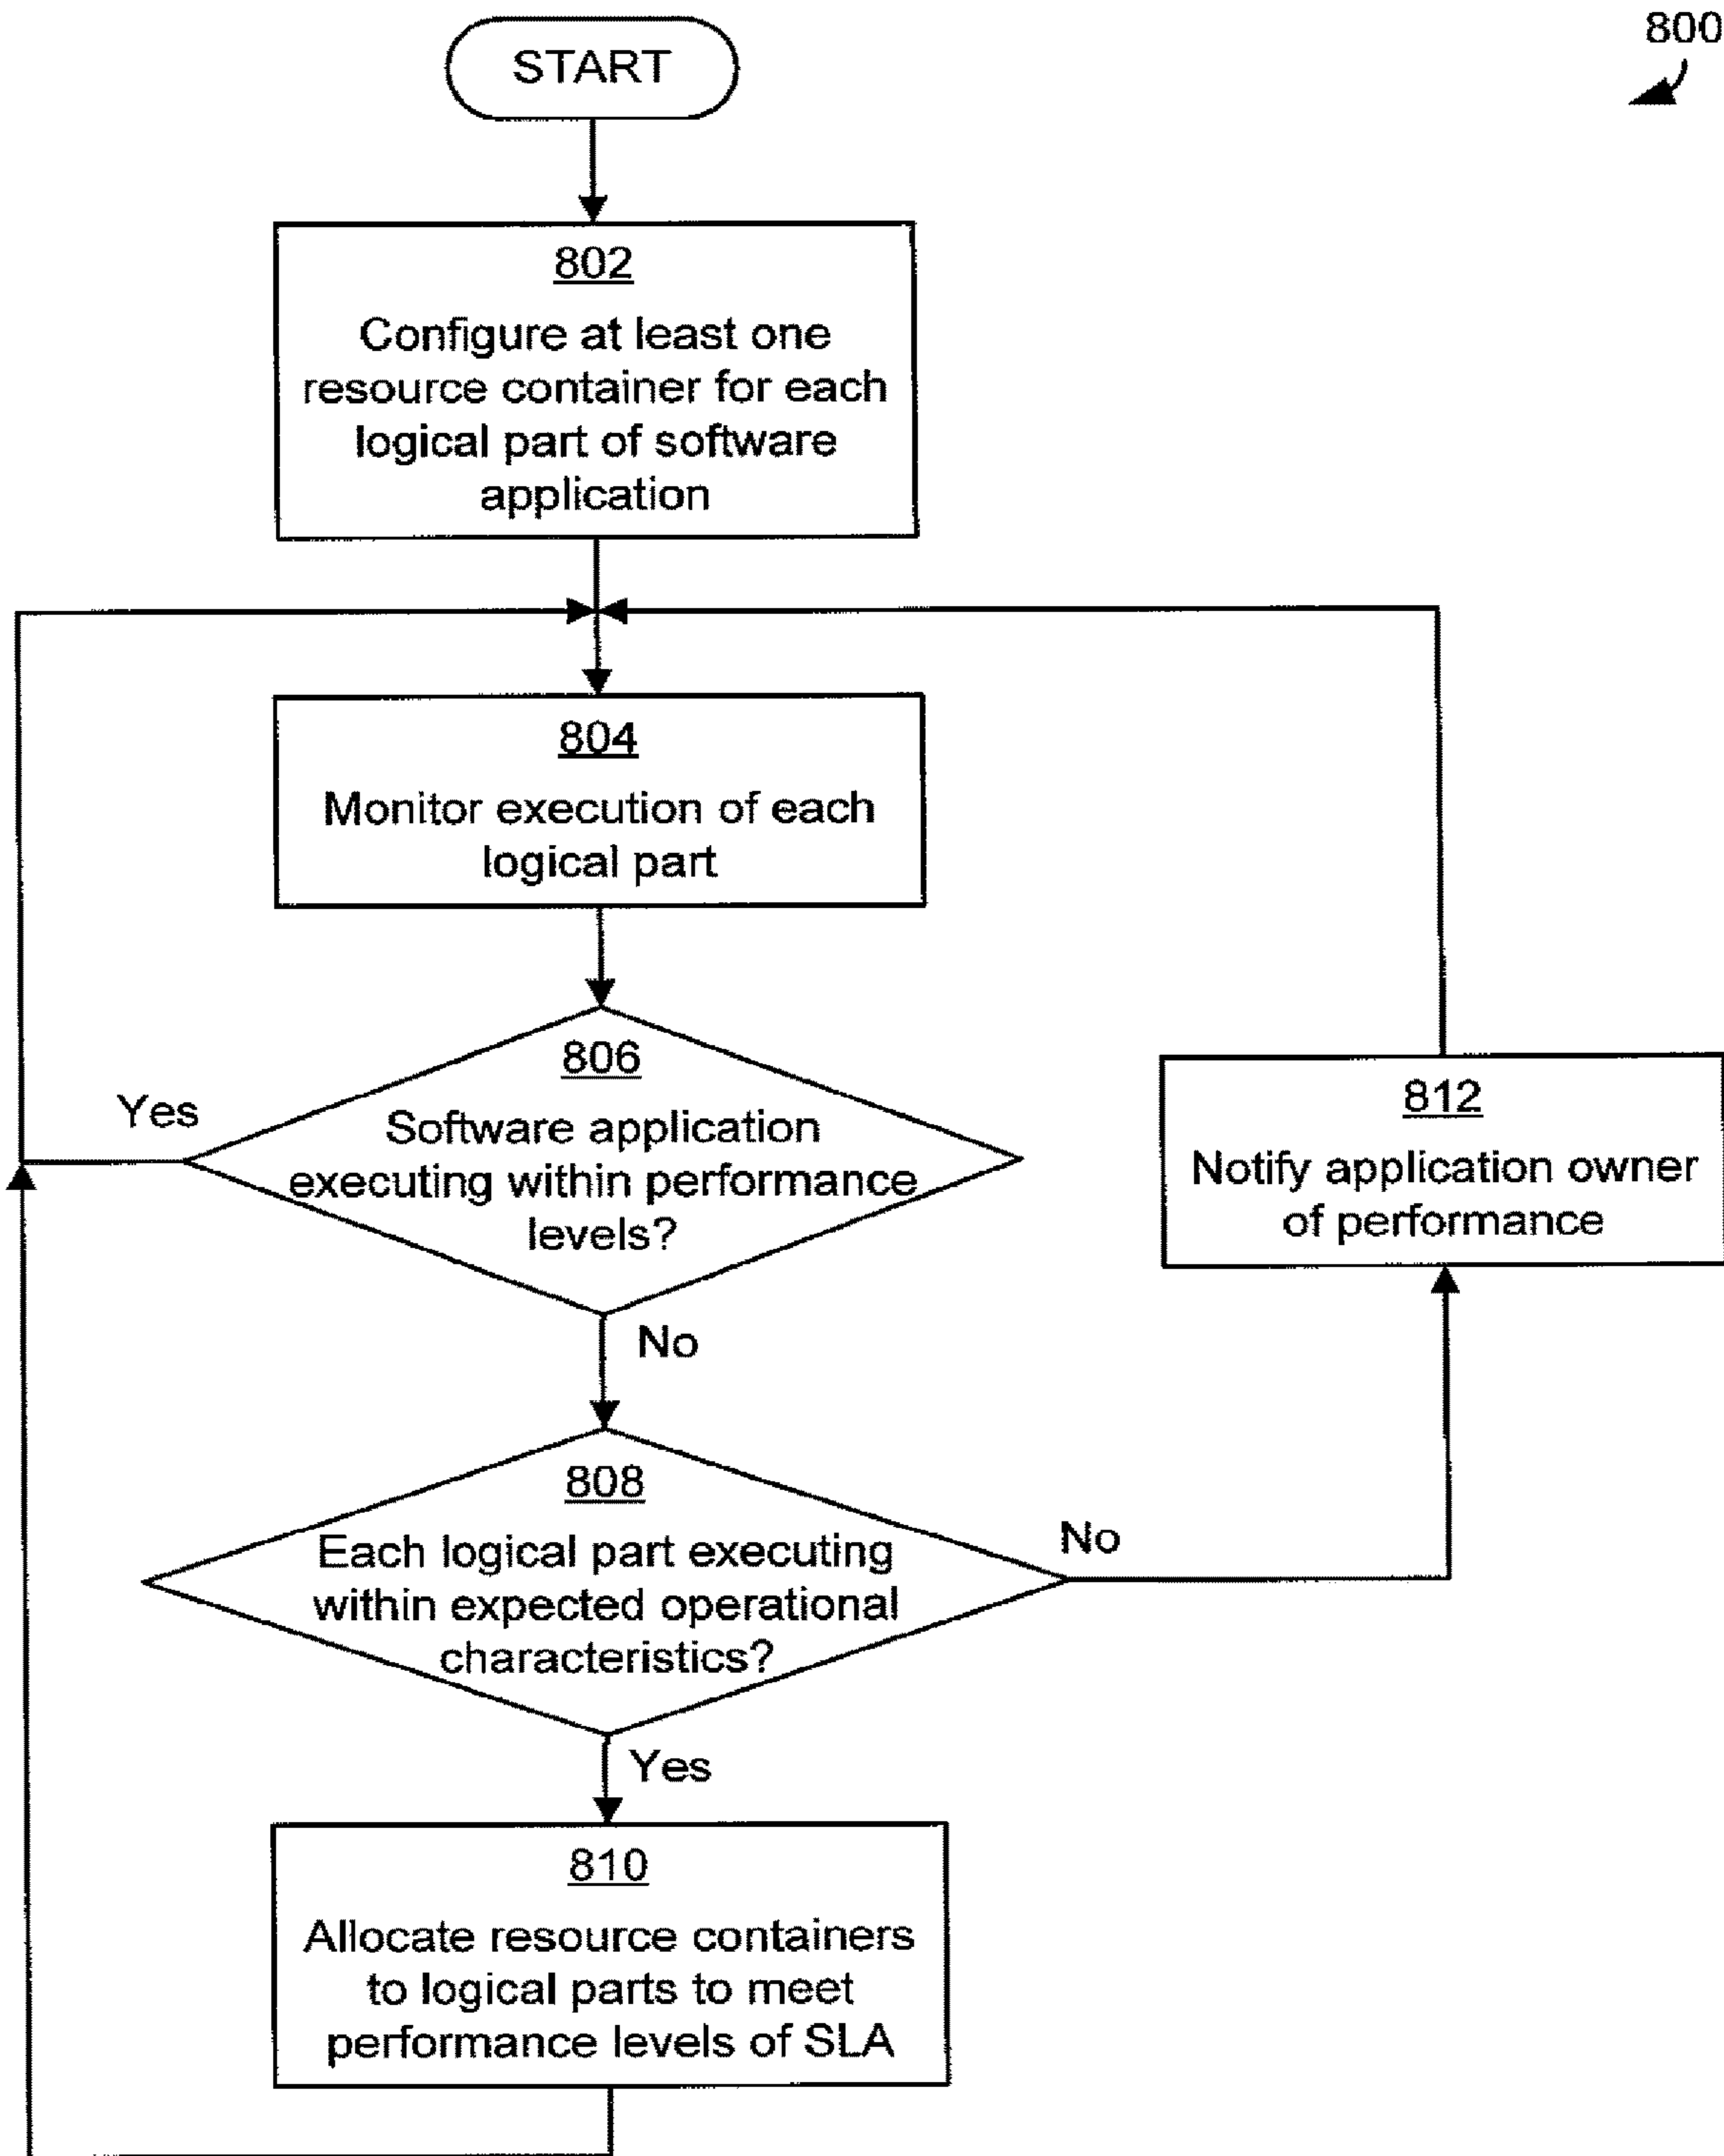 800
START
802
Configure at least one
resource container for each
logical part of software
application
804
Monitor execution of each
logical part
806
Software application
executing within performance
levels?
Yes
No
812
Notify application owner
of performance
808
Each logical part executing
within expected operational
characteristics?
No
Yes
810
Allocate resource containers
to logical parts to meet
performance levels of SLA